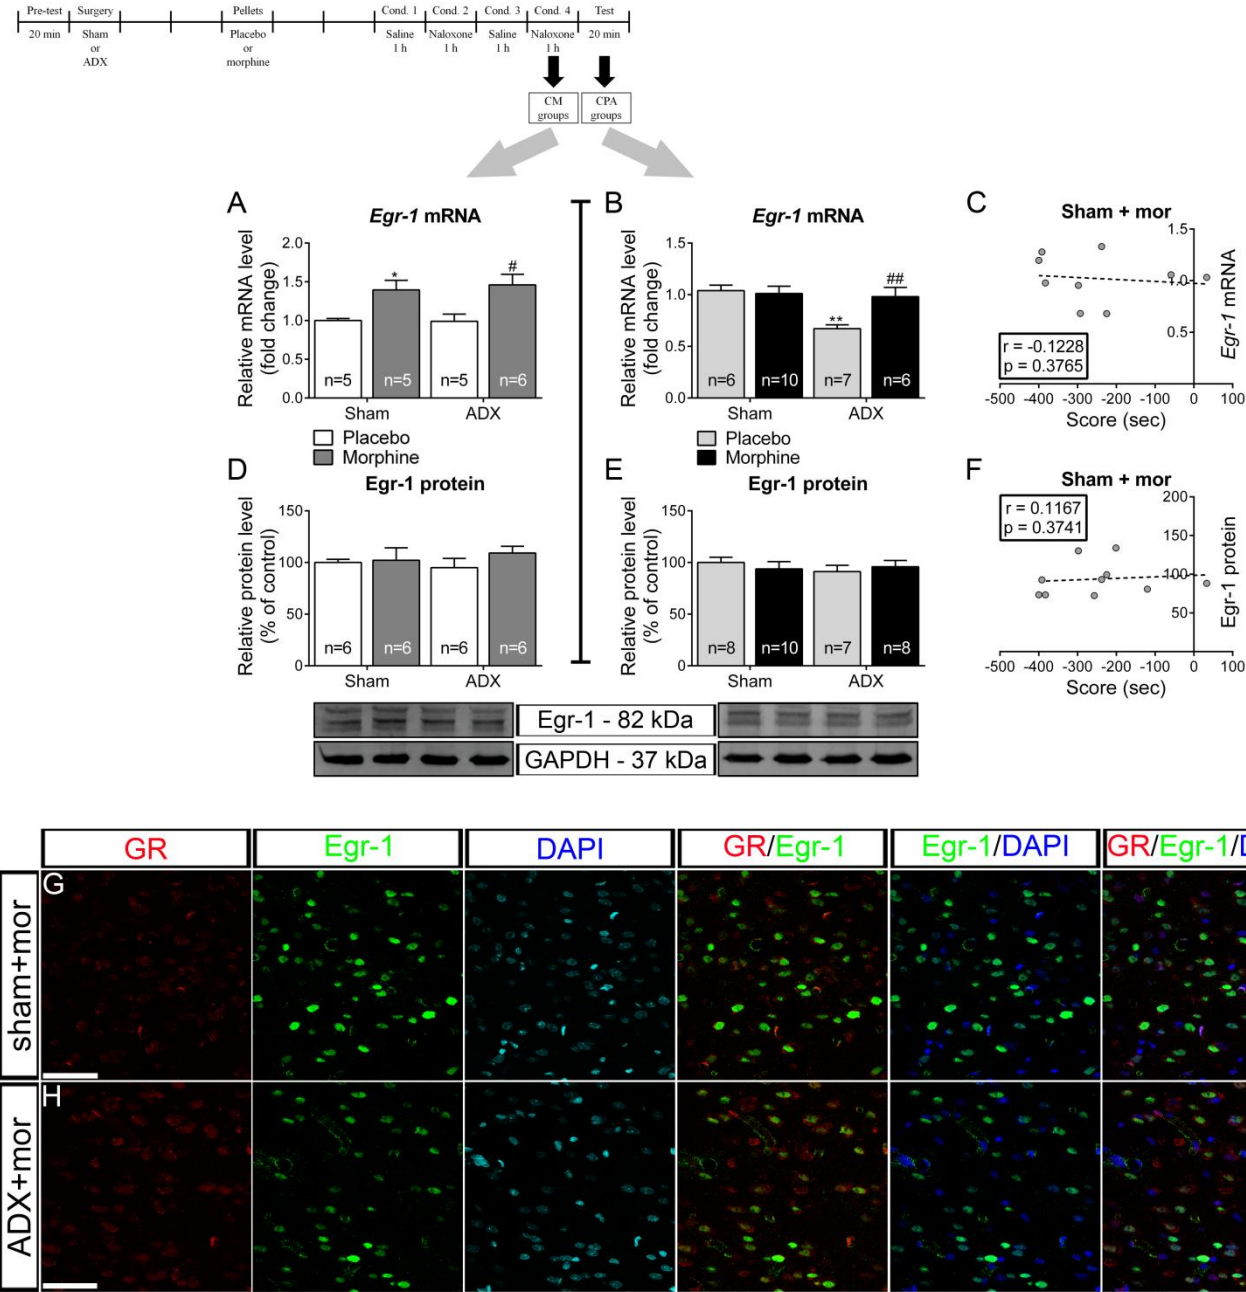 Pre-test Surgery Pellets Cond. 1 Cond. 2 Cond. 3 Cond. 4 Test
20 min Sham Placebo Saline Naloxone Saline Naloxone 20 min
or or 1 h 1 h 1 h 1 h
ADX morphine
CM CPA
groups groups
A
Egr-1 mRNA
Relative mRNA level
(fold change)
2.0
1.5
1.0
0.5
0.0
*
#
n=5 n=5 n=5 n=6
Sham ADX
Placebo
Morphine
B
Egr-1 mRNA
Relative mRNA level
(fold change)
1.5
1.0
0.5
0.0
**
##
n=6 n=10 n=7 n=6
Sham ADX
Placebo
Morphine
C
Sham + mor
1.5
1.0
0.5
Egr-1 mRNA
r = -0.1228
p = 0.3765
-500 -400 -300 -200 -100 0 100
Score (sec)
D
Egr-1 protein
Relative protein level
(% of control)
150
100
50
0
n=6 n=6 n=6 n=6
Sham ADX
E
Egr-1 protein
Relative protein level
(% of control)
150
100
50
0
n=8 n=10 n=7 n=8
Sham ADX
F
Sham + mor
r = 0.1167
p = 0.3741
200
150
100
50
Egr-1 protein
-500 -400 -300 -200 -100 0 100
Score (sec)
Egr-1 - 82 kDa
GAPDH - 37 kDa
GR Egr-1 DAPI GR/Egr-1 Egr-1/DAPI GR/Egr-1/D
G
sham+mor
H
ADX+mor